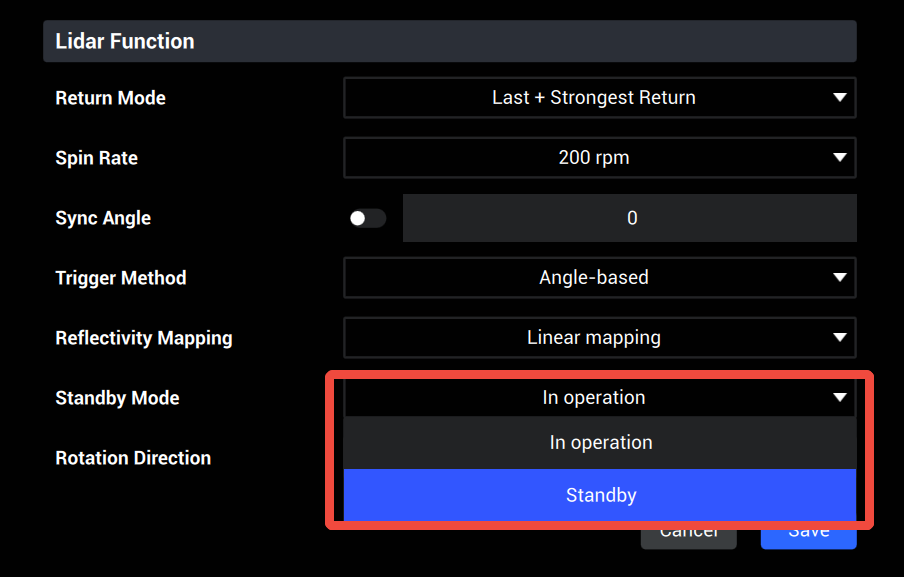 Lidar Function
Return Mode
Last + Strongest Return
Spin Rate
200 rpm
Sync Angle
0
Trigger Method
Angle-based
Reflectivity Mapping
Linear mapping
Standby Mode
In operation
In operation
Rotation Direction
Standby
Cancel
Save